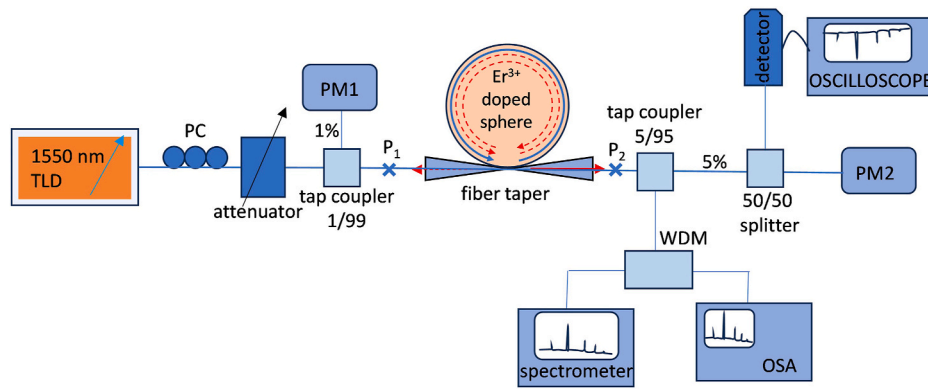 1550 nm
TLD
PC
attenuator
PM1
1%
tap coupler
1/99
P1
Er3+
doped
sphere
fiber taper
P2
tap coupler
5/95
5%
detector
OSCILLOSCOPE
50/50
splitter
PM2
WDM
spectrometer
OSA